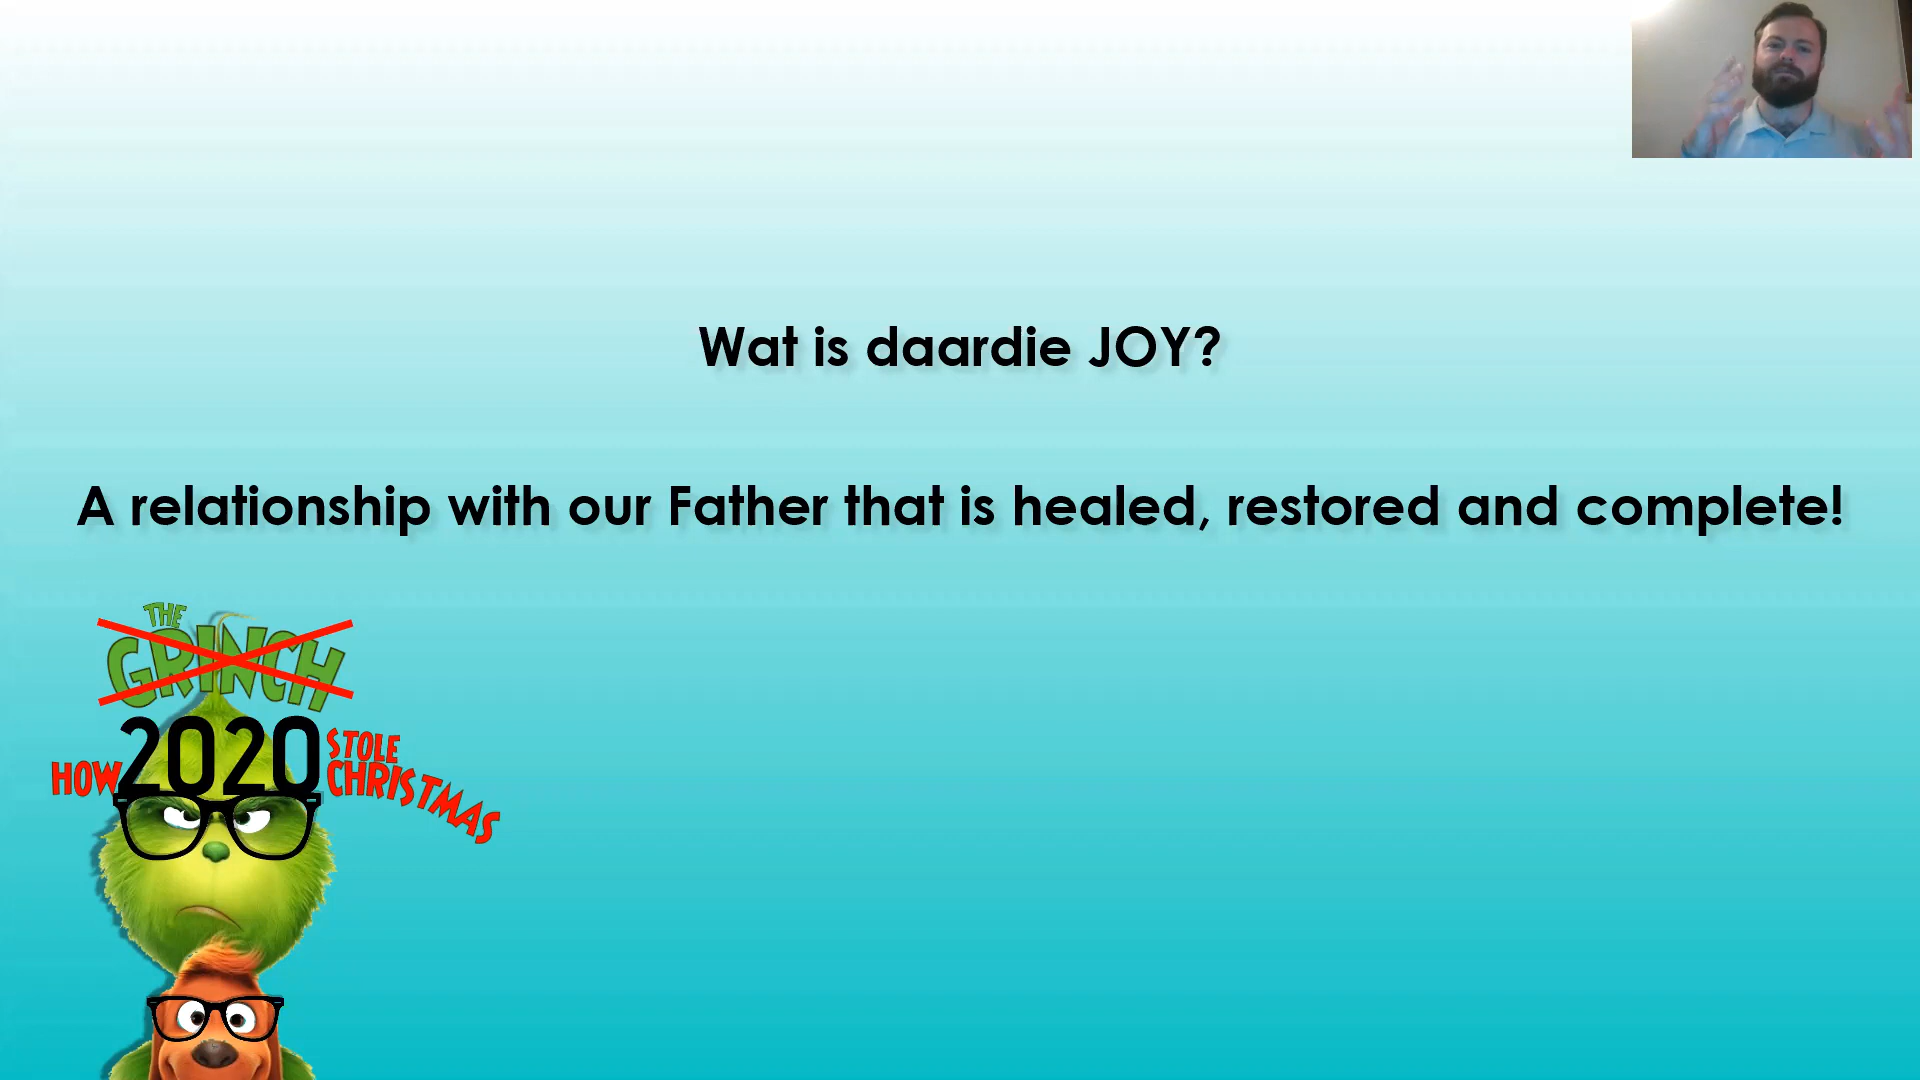 Wat is daardie JOY?
A relationship with our Father that is healed, restored and complete!
THE
GRINCH
HOW 2020 STOLE
CHRISTMAS